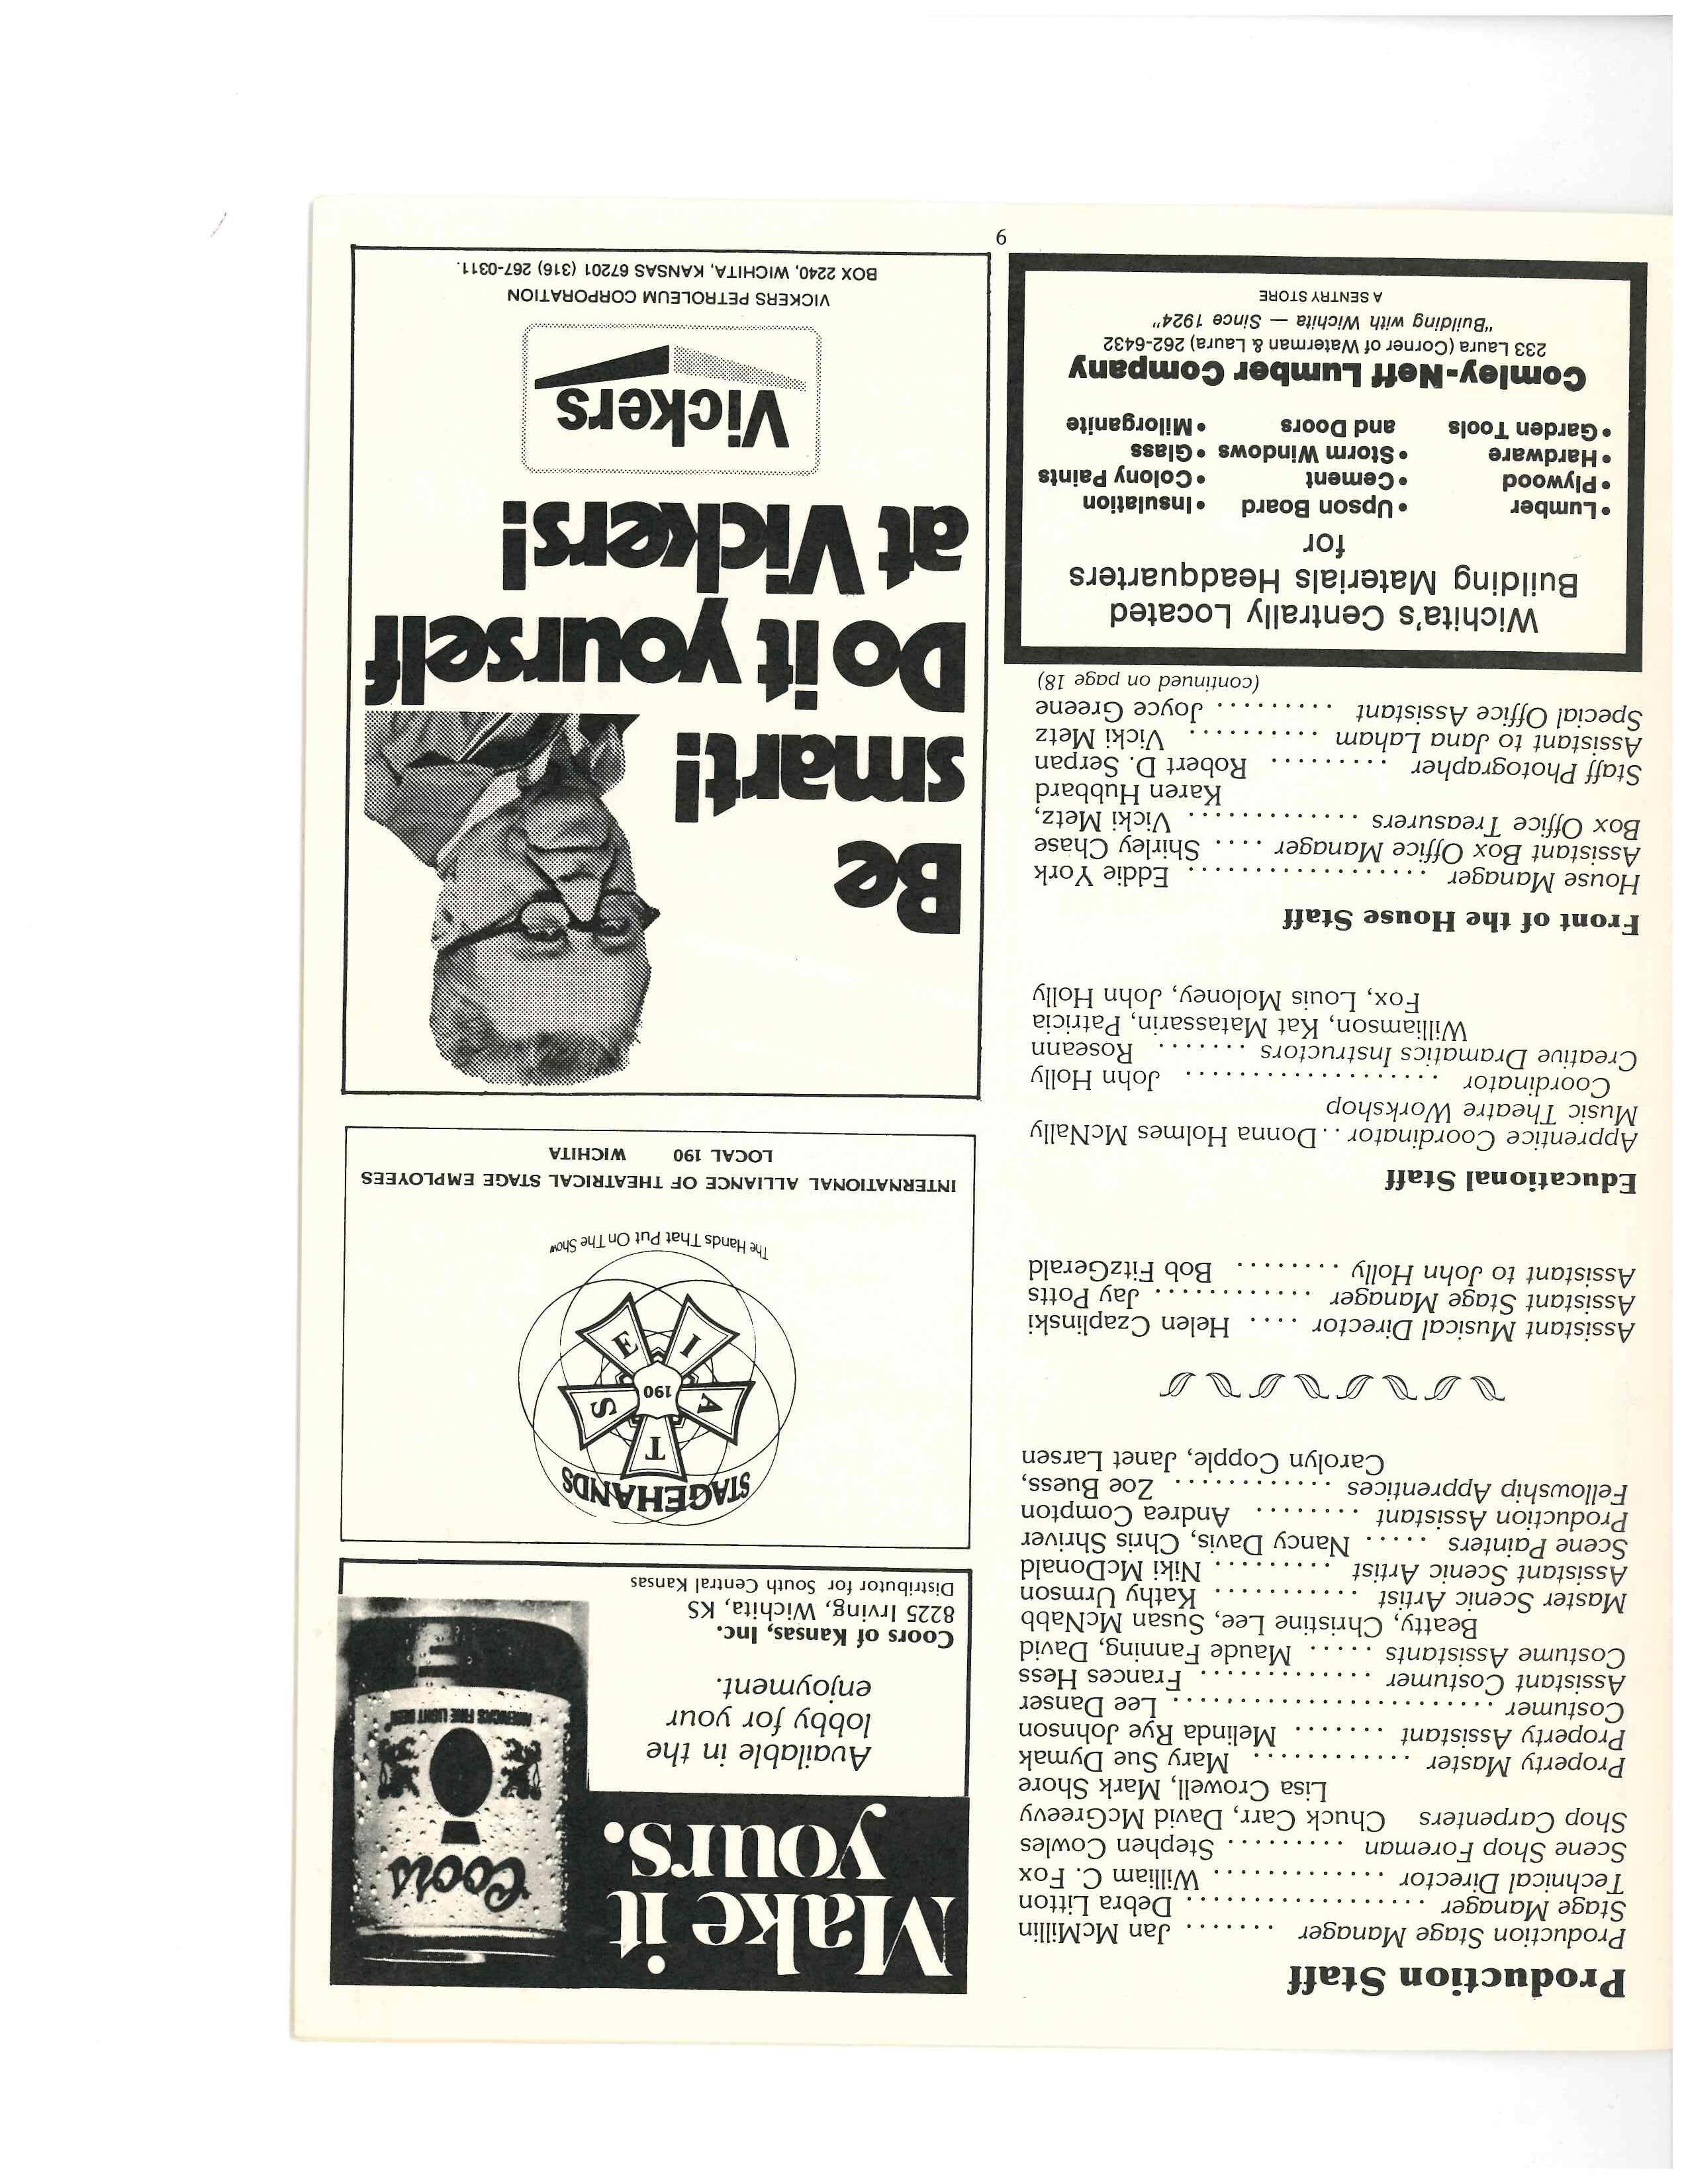 Production Staff
Production Stage Manager ....... Jan McMillin
Stage Manager .................. Debra Litton
Technical Director ............. William C. Fox
Scene Shop Foreman ......... Stephen Cowles
Shop Carpenters Chuck Carr, David McGreevy
Lisa Crowell, Mark Shore
Property Master ............ Mary Sue Dymak
Property Assistant ....... Melinda Rye Johnson
Costumer ........................ Lee Danser
Assistant Costumer ............. Frances Hess
Costume Assistants ..... Maude Fanning, David
Beatty, Christine Lee, Susan McNabb
Master Scenic Artist ........... Kathy Urmson
Assistant Scenic Artist ......... Niki McDonald
Scene Painters ..... Nancy Davis, Chris Shriver
Production Assistant ........ Andrea Compton
Fellowship Apprentices ............ Zoe Buess,
Carolyn Copple, Janet Larsen
Assistant Musical Director .... Helen Czaplinski
Assistant Stage Manager ............ Jay Potts
Assistant to John Holly ........ Bob FitzGerald
Educational Staff
Apprentice Coordinator .. Donna Holmes McNally
Music Theatre Workshop
Coordinator .................... John Holly
Creative Dramatics Instructors ....... Roseann
Williamson, Kat Matassarin, Patricia
Fox, Louis Moloney, John Holly
Front of the House Staff
House Manager .................. Eddie York
Assistant Box Office Manager .... Shirley Chase
Box Office Treasurers ............. Vicki Metz,
Karen Hubbard
Staff Photographer ......... Robert D. Serpan
Assistant to Jana Laham ........... Vicki Metz
Special Office Assistant ......... Joyce Greene
(continued on page 18)
Wichita's Centrally Located
Building Materials Headquarters
for
• Lumber • Upson Board • Insulation
• Plywood • Cement • Colony Paints
• Hardware • Storm Windows • Glass
• Garden Tools and Doors • Milorganite
Comley-Neff Lumber Company
233 Laura (Corner of Waterman & Laura) 262-6432
"Building with Wichita — Since 1924"
A SENTRY STORE
Make it
yours.
Coors
AMERICA'S FINE LIGHT BEER
Available in the
lobby for your
enjoyment.
Coors of Kansas, Inc.
8225 Irving, Wichita, KS
Distributor for South Central Kansas
STAGEHANDS
T
A
S
190
I
E
The Hands That Put On The Show
INTERNATIONAL ALLIANCE OF THEATRICAL STAGE EMPLOYEES
LOCAL 190 WICHITA
Be
smart!
Do it yourself
at Vickers!
Vickers
VICKERS PETROLEUM CORPORATION
BOX 2240, WICHITA, KANSAS 67201 (316) 267-0311.
6